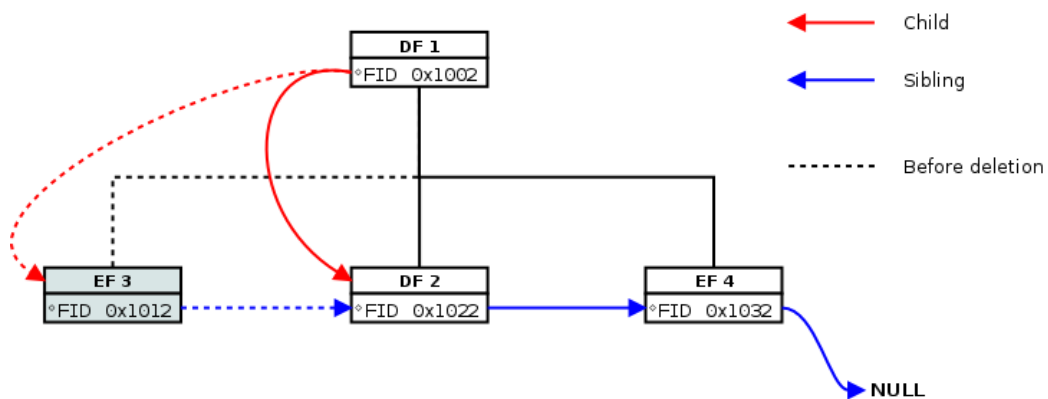 DF 1
FID 0x1002
Child
Sibling
Before deletion
EF 3
FID 0x1012
DF 2
FID 0x1022
EF 4
FID 0x1032
NULL